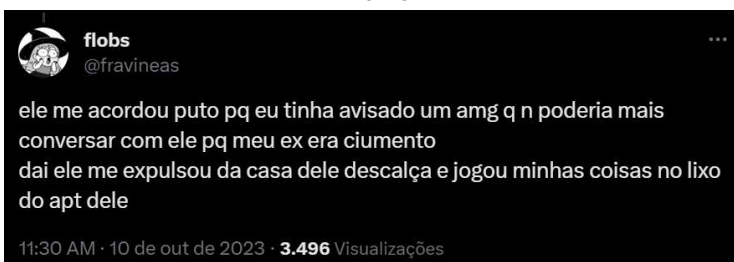 flobs
@fravineas
ele me acordou puto pq eu tinha avisado um amg q n poderia mais
conversar com ele pq meu ex era ciumento
dai ele me expulsou da casa dele descalça e jogou minhas coisas no lixo
do apt dele
11:30 AM · 10 de out de 2023 · 3.496 Visualizações